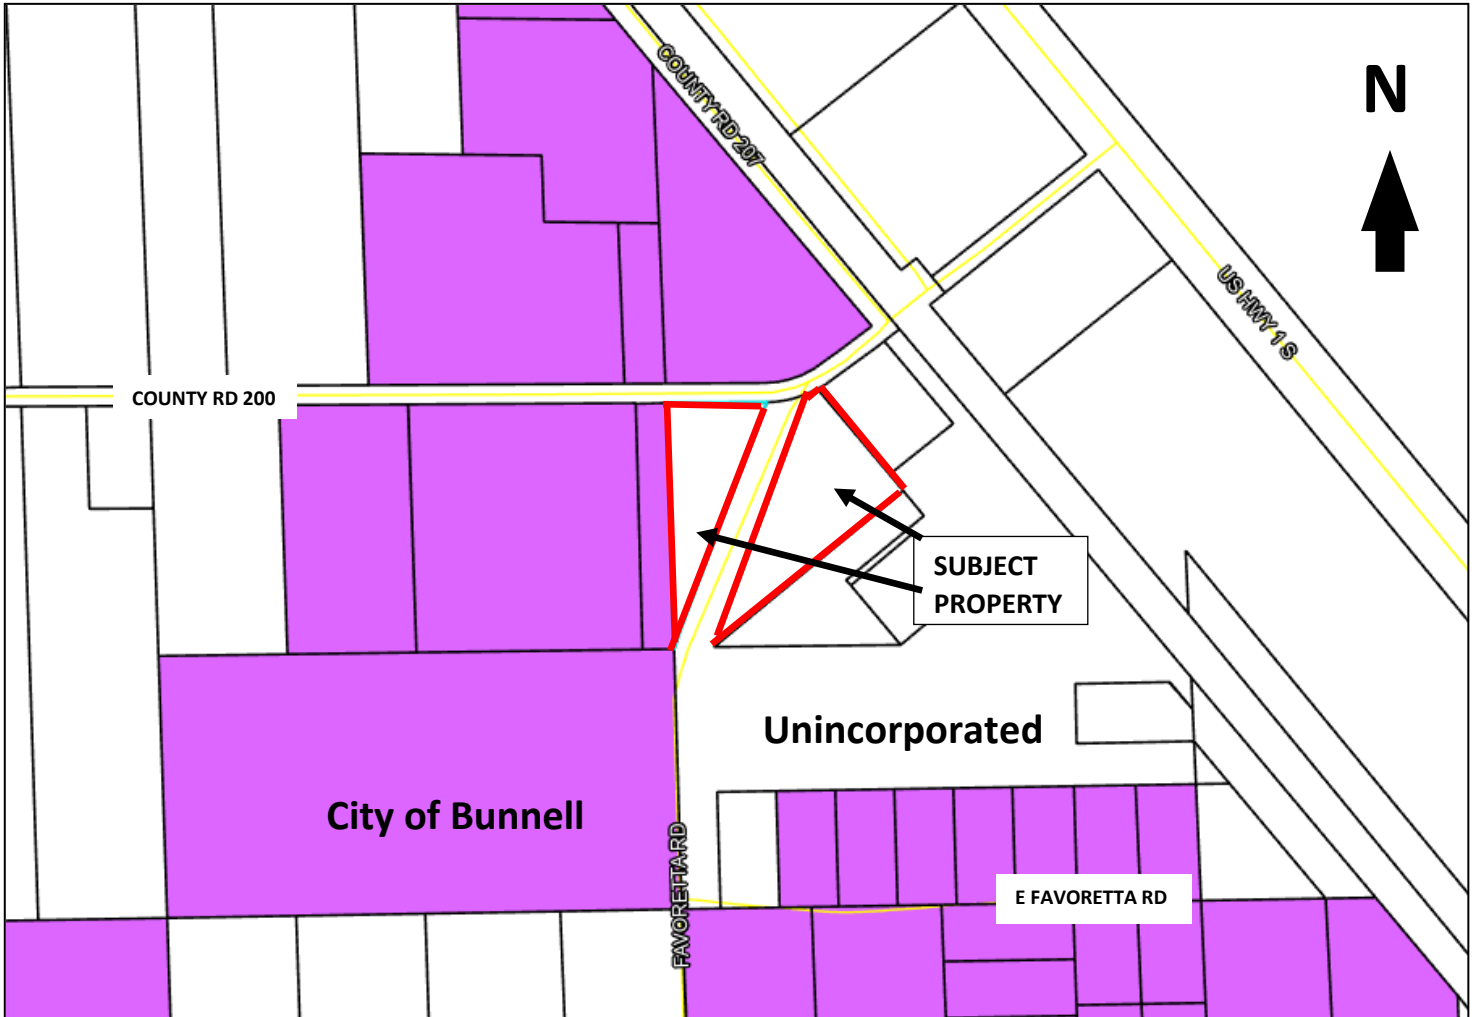 COUNTY RD 207
N
US HWY 1 S
COUNTY RD 200
SUBJECT
PROPERTY
Unincorporated
City of Bunnell
FAVORETTA RD
E FAVORETTA RD